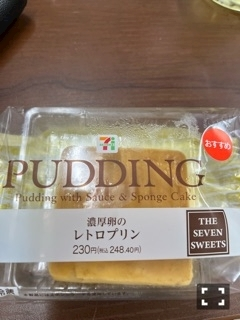 おすすめ
PUDDING
Pudding with Sauce & Sponge Cake
濃厚卵の
レトロプリン
230円(税込248.40円)
THE
SEVEN
SWEETS